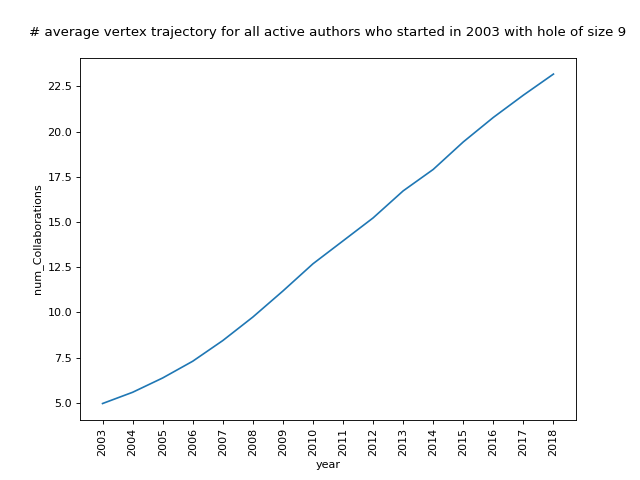 # average vertex trajectory for all active authors who started in 2003 with hole of size 9
num_Collaborations
22.5
20.0
17.5
15.0
12.5
10.0
7.5
5.0
2003 2004 2005 2006 2007 2008 2009 2010 2011 2012 2013 2014 2015 2016 2017 2018
year